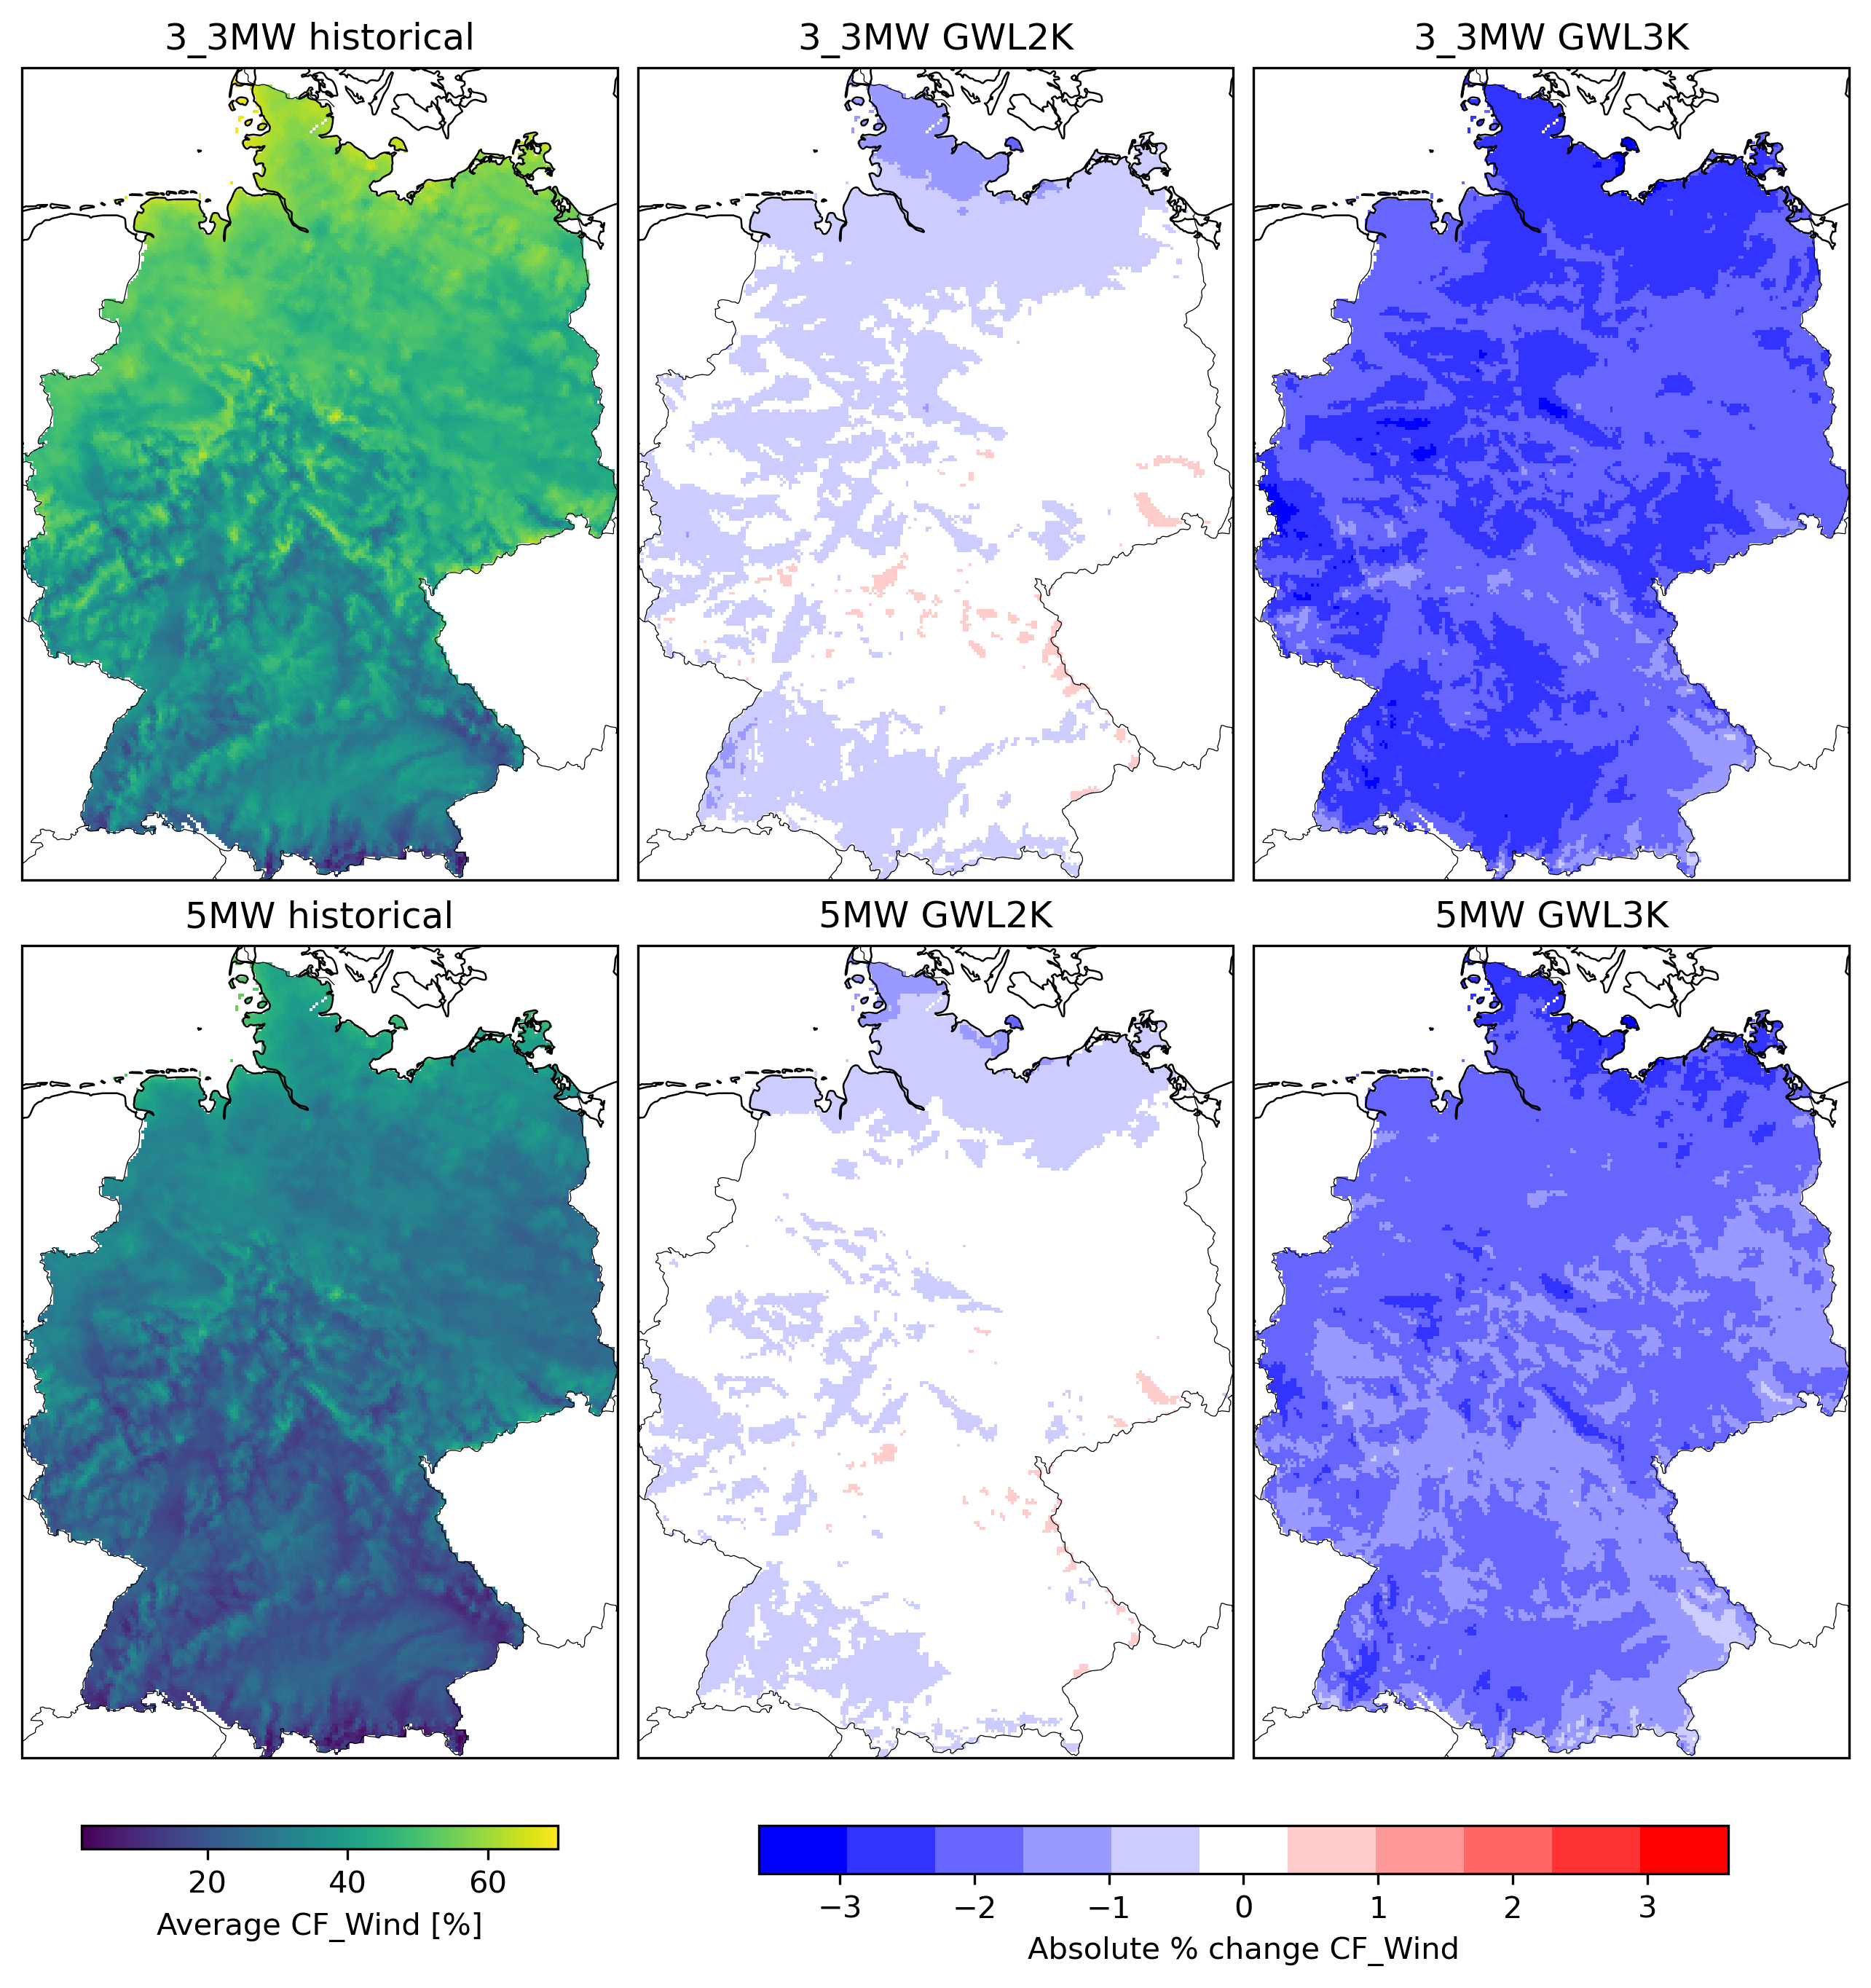 3_3MW historical
3_3MW GWL2K
3_3MW GWL3K
5MW historical
5MW GWL2K
5MW GWL3K
20 40 60
Average CF_Wind [%]
−3 −2 −1 0 1 2 3
Absolute % change CF_Wind